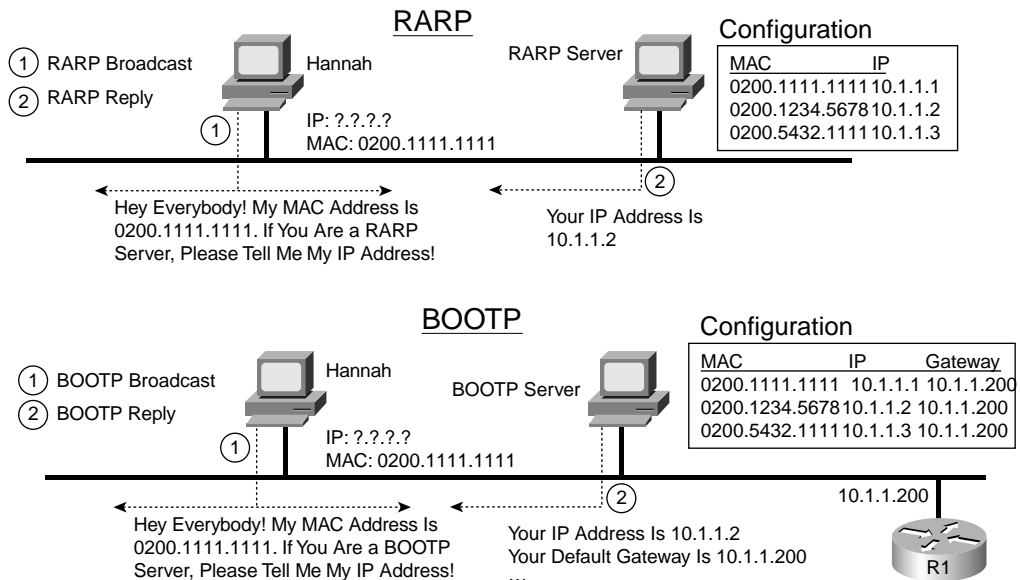 RARP
Configuration
1 RARP Broadcast
2 RARP Reply
Hannah
RARP Server
MAC IP
0200.1111.1111 10.1.1.1
0200.1234.5678 10.1.1.2
0200.5432.1111 10.1.1.3
1
IP: ?.?.?.?
MAC: 0200.1111.1111
2
Hey Everybody! My MAC Address Is
0200.1111.1111. If You Are a RARP
Server, Please Tell Me My IP Address!
Your IP Address Is
10.1.1.2
BOOTP
Configuration
1 BOOTP Broadcast
2 BOOTP Reply
Hannah
BOOTP Server
MAC IP Gateway
0200.1111.1111 10.1.1.1 10.1.1.200
0200.1234.5678 10.1.1.2 10.1.1.200
0200.5432.1111 10.1.1.3 10.1.1.200
1
IP: ?.?.?.?
MAC: 0200.1111.1111
2
10.1.1.200
Hey Everybody! My MAC Address Is
0200.1111.1111. If You Are a BOOTP
Server, Please Tell Me My IP Address!
Your IP Address Is 10.1.1.2
Your Default Gateway Is 10.1.1.200
...
R1